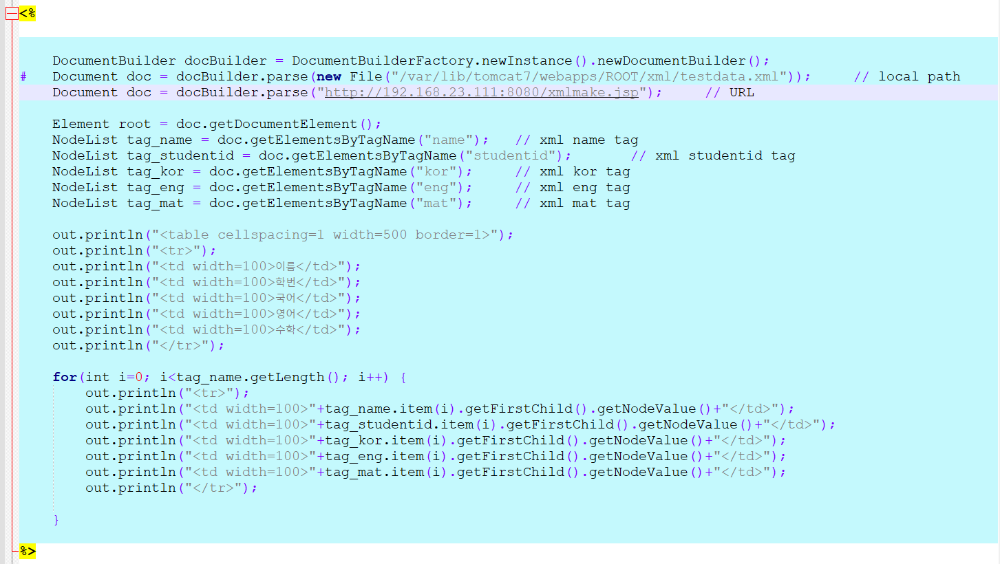 <%
DocumentBuilder docBuilder = DocumentBuilderFactory.newInstance().newDocumentBuilder();
# Document doc = docBuilder.parse(new File("/var/lib/tomcat7/webapps/ROOT/xml/testdata.xml")); // local path
Document doc = docBuilder.parse("http://192.168.23.111:8080/xmlmake.jsp"); // URL
Element root = doc.getDocumentElement();
NodeList tag_name = doc.getElementsByTagName("name"); // xml name tag
NodeList tag_studentid = doc.getElementsByTagName("studentid"); // xml studentid tag
NodeList tag_kor = doc.getElementsByTagName("kor"); // xml kor tag
NodeList tag_eng = doc.getElementsByTagName("eng"); // xml eng tag
NodeList tag_mat = doc.getElementsByTagName("mat"); // xml mat tag
out.println("<table cellspacing=1 width=500 border=1>");
out.println("<tr>");
out.println("<td width=100>이름</td>");
out.println("<td width=100>학번</td>");
out.println("<td width=100>국어</td>");
out.println("<td width=100>영어</td>");
out.println("<td width=100>수학</td>");
out.println("</tr>");
for(int i=0; i<tag_name.getLength(); i++) {
out.println("<tr>");
out.println("<td width=100>"+tag_name.item(i).getFirstChild().getNodeValue()+"</td>");
out.println("<td width=100>"+tag_studentid.item(i).getFirstChild().getNodeValue()+"</td>");
out.println("<td width=100>"+tag_kor.item(i).getFirstChild().getNodeValue()+"</td>");
out.println("<td width=100>"+tag_eng.item(i).getFirstChild().getNodeValue()+"</td>");
out.println("<td width=100>"+tag_mat.item(i).getFirstChild().getNodeValue()+"</td>");
out.println("</tr>");
}
%>